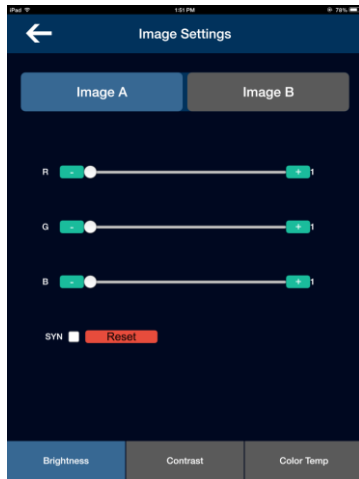 iPad 1:51 PM 78%
Image Settings
Image A Image B
R - + 1
G - + 1
B - + 1
SYN Reset
Brightness Contrast Color Temp